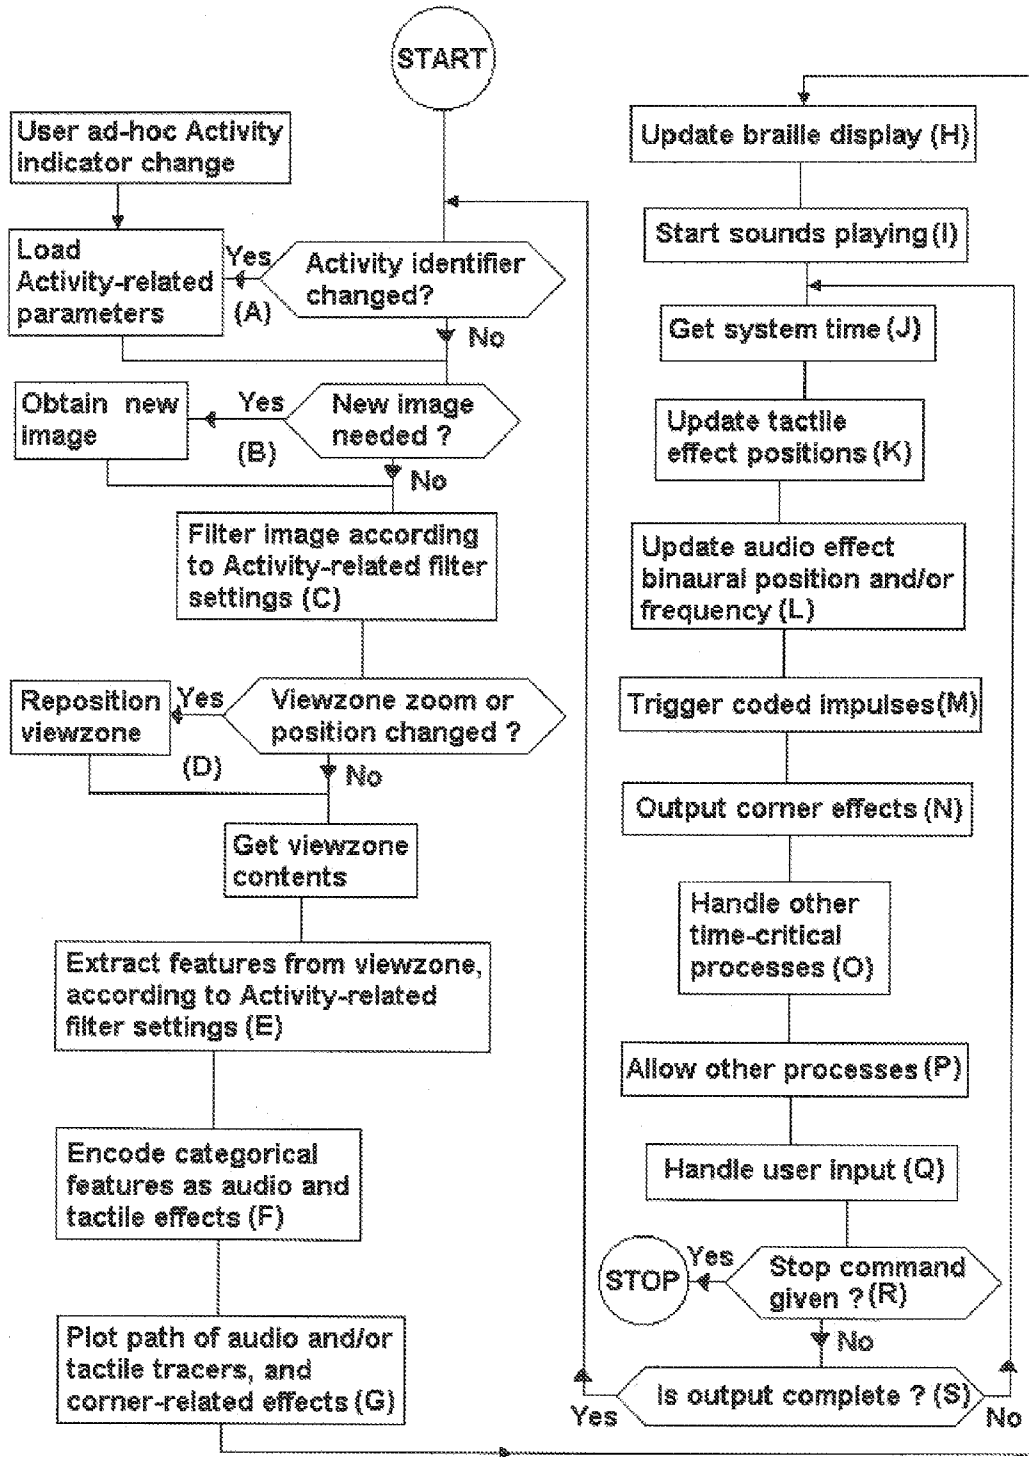 START
User ad-hoc Activity
indicator change
Load
Activity-related
parameters
Yes
(A)
Activity identifier
changed?
No
Obtain new
image
Yes
(B)
New image
needed ?
No
Filter image according
to Activity-related filter
settings (C)
Reposition
viewzone
Yes
(D)
Viewzone zoom or
position changed ?
No
Get viewzone
contents
Extract features from viewzone,
according to Activity-related
filter settings (E)
Encode categorical
features as audio and
tactile effects (F)
Plot path of audio and/or
tactile tracers, and
corner-related effects (G)
Update braille display (H)
Start sounds playing (I)
Get system time (J)
Update tactile
effect positions (K)
Update audio effect
binaural position and/or
frequency (L)
Trigger coded impulses (M)
Output corner effects (N)
Handle other
time-critical
processes (O)
Allow other processes (P)
Handle user input (Q)
STOP
Yes
Stop command
given ? (R)
No
Is output complete ? (S)
Yes
No